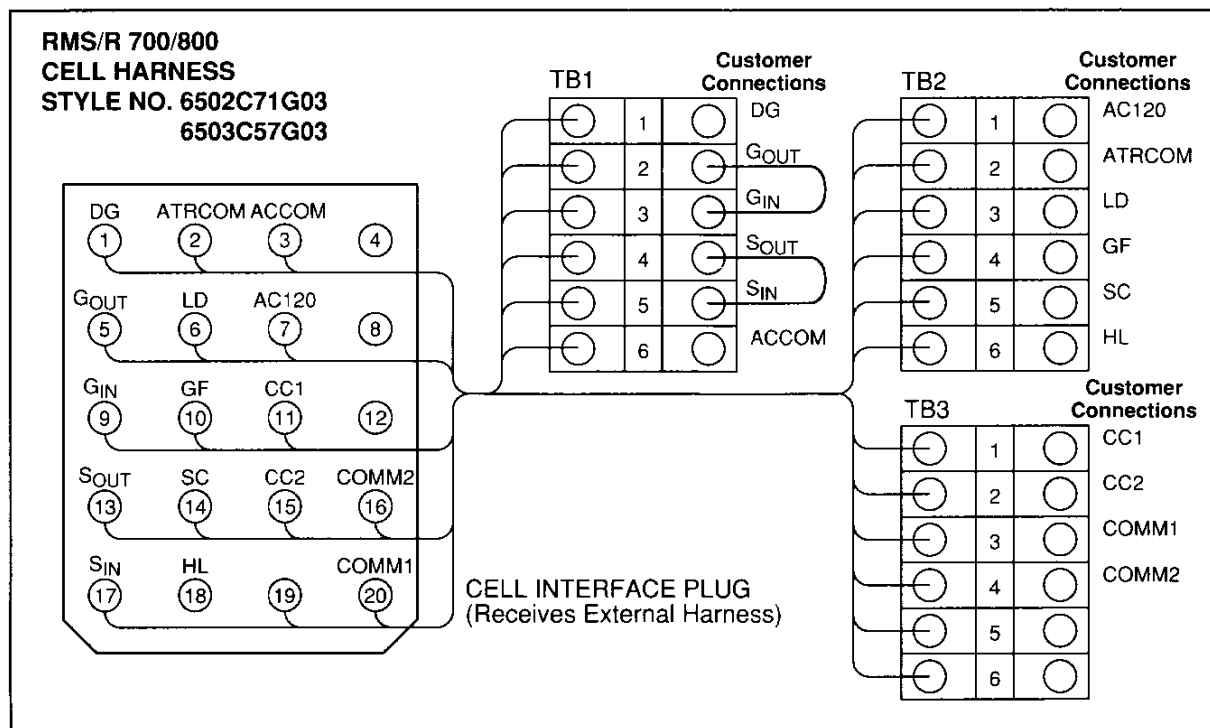 RMS/R 700/800
CELL HARNESS
STYLE NO. 6502C71G03
6503C57G03
DG ATRCOM ACCOM
1 2 3 4
GOUT LD AC120
5 6 7 8
GIN GF CC1
9 10 11 12
SOUT SC CC2 COMM2
13 14 15 16
SIN HL COMM1
17 18 19 20
CELL INTERFACE PLUG
(Receives External Harness)
TB1
Customer
Connections
1 DG
2 GOUT
3 GIN
4 SOUT
5 SIN
6 ACCOM
TB2
Customer
Connections
1 AC120
2 ATRCOM
3 LD
4 GF
5 SC
6 HL
TB3
Customer
Connections
1 CC1
2 CC2
3 COMM1
4 COMM2
5
6